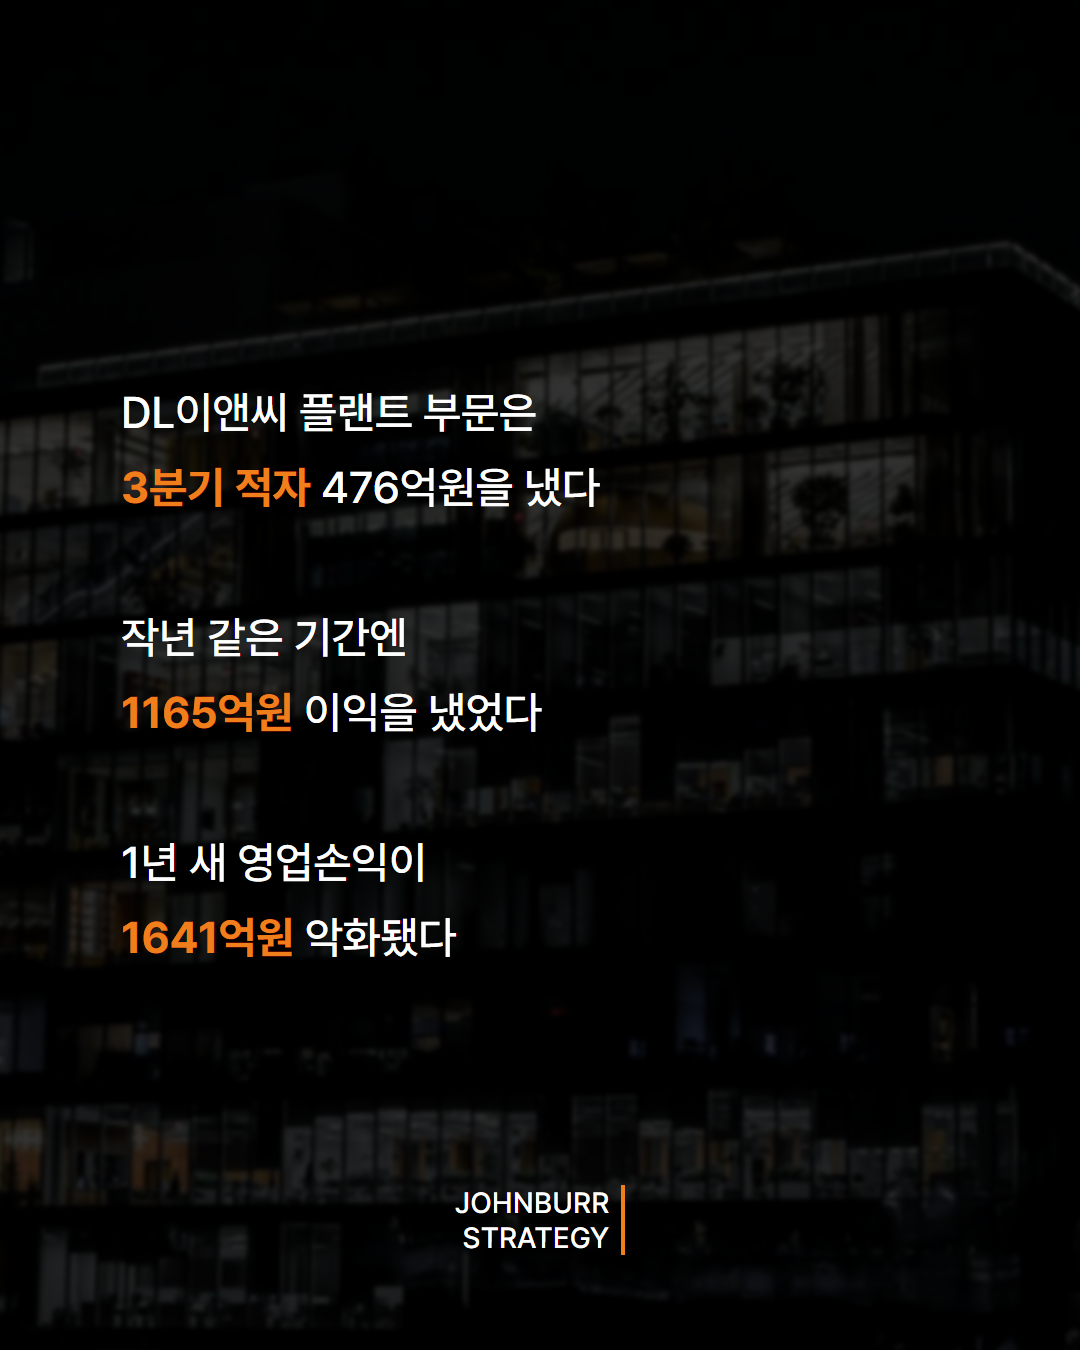 DL이앤씨 플랜트 부문은
3분기 적자 476억원을 냈다
작년 같은 기간엔
1165억원 이익을 냈었다
1년 새 영업손익이
1641억원 악화됐다
JOHNBURR
STRATEGY